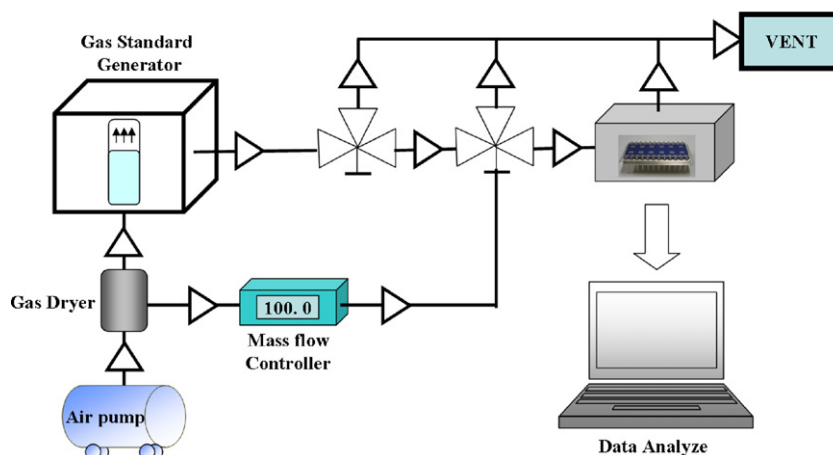 Gas Standard
Generator
VENT
Gas Dryer
100. 0
Mass flow
Controller
Air pump
Data Analyze